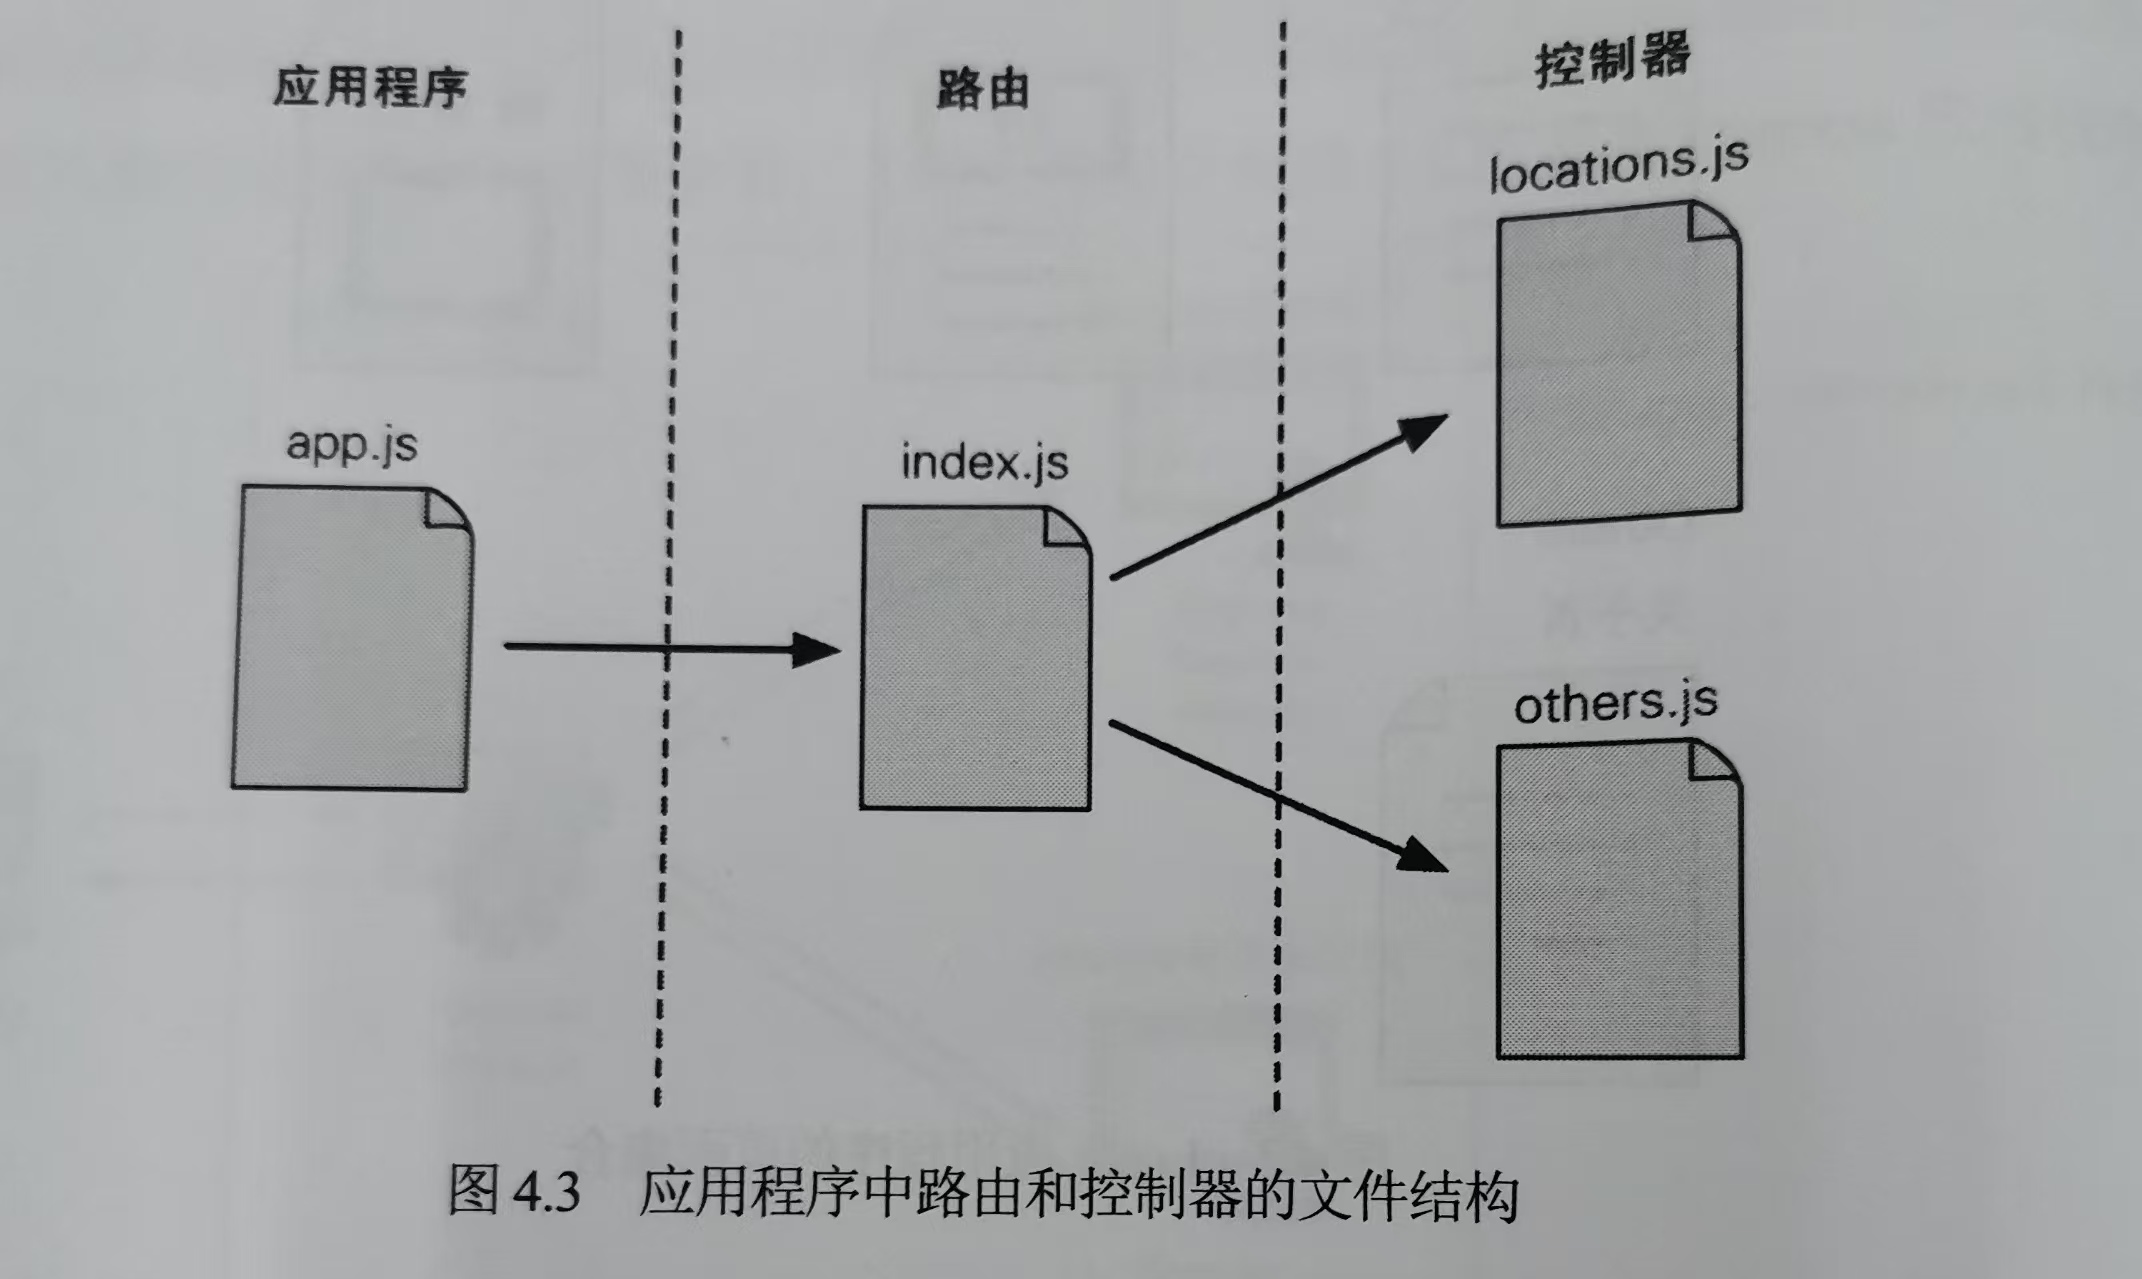 应用程序
路由
控制器
locations.js
app.js
index.js
others.js
图 4.3 应用程序中路由和控制器的文件结构